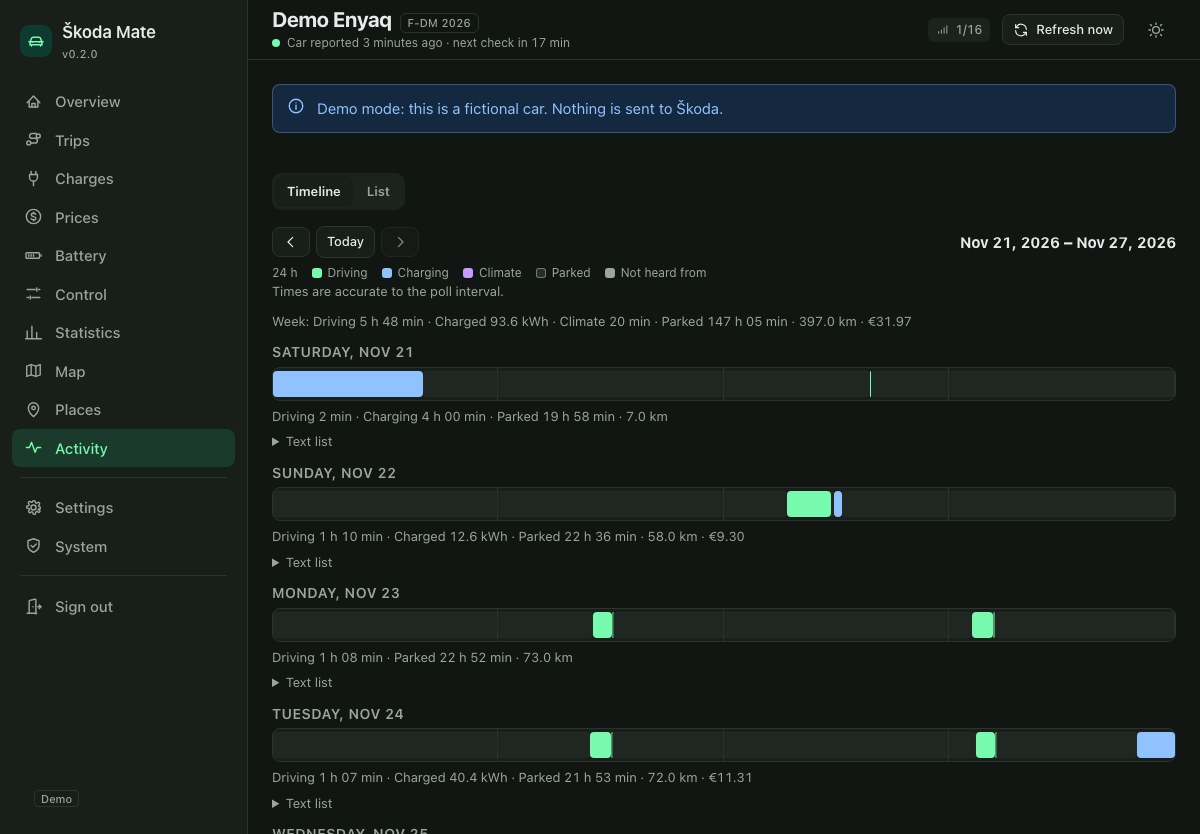 Škoda Mate
v0.2.0
Overview
Trips
Charges
Prices
Battery
Control
Statistics
Map
Places
Activity
Settings
System
Sign out
Demo
Demo Enyaq F-DM 2026
Car reported 3 minutes ago · next check in 17 min
1/16
Refresh now
Demo mode: this is a fictional car. Nothing is sent to Škoda.
Timeline List
Today
Nov 21, 2026 – Nov 27, 2026
24 h Driving Charging Climate Parked Not heard from
Times are accurate to the poll interval.
Week: Driving 5 h 48 min · Charged 93.6 kWh · Climate 20 min · Parked 147 h 05 min · 397.0 km · €31.97
SATURDAY, NOV 21
Driving 2 min · Charging 4 h 00 min · Parked 19 h 58 min · 7.0 km
Text list
SUNDAY, NOV 22
Driving 1 h 10 min · Charged 12.6 kWh · Parked 22 h 36 min · 58.0 km · €9.30
Text list
MONDAY, NOV 23
Driving 1 h 08 min · Parked 22 h 52 min · 73.0 km
Text list
TUESDAY, NOV 24
Driving 1 h 07 min · Charged 40.4 kWh · Parked 21 h 53 min · 72.0 km · €11.31
Text list
WEDNESDAY, NOV 25